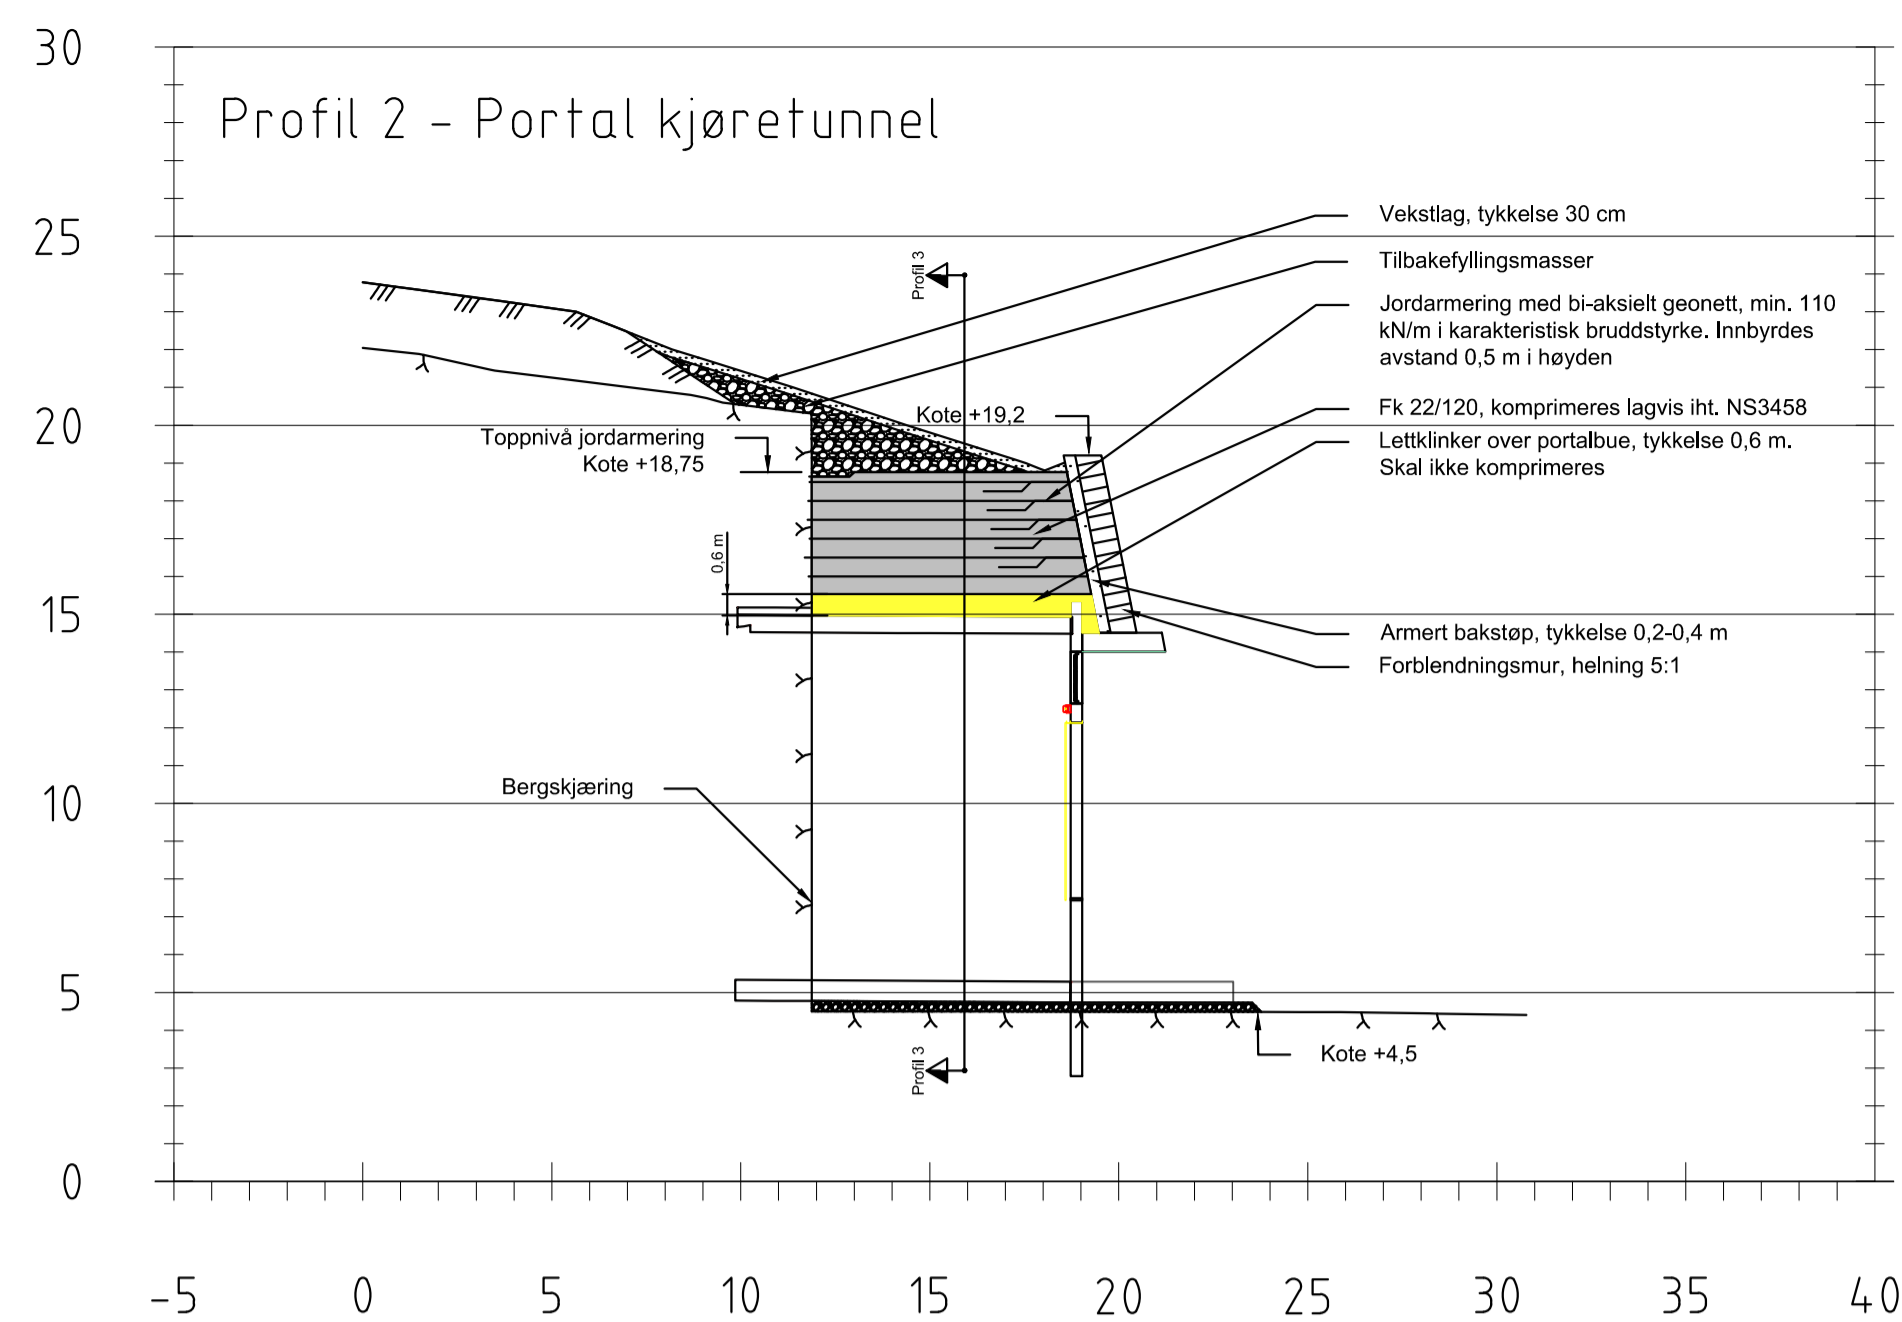 30
Profil 2 - Portal kjøretunnel
25
20
15
10
5
0
-5
0
5
10
15
20
25
30
35
40
Vekstlag, tykkelse 30 cm
Tilbakefyllingsmasser
Jordarmering med bi-aksielt geonett, min. 110
kN/m i karakteristisk bruddstyrke. Innbyrdes
avstand 0,5 m i høyden
Fk 22/120, komprimeres lagvis iht. NS3458
Lettklinker over portalbue, tykkelse 0,6 m.
Skal ikke komprimeres
Armert bakstøp, tykkelse 0,2-0,4 m
Forblendningsmur, helning 5:1
Profil 3
Kote +19,2
Toppnivå jordarmering
Kote +18,75
0,6 m
Bergskjæring
Profil 3
Kote +4,5